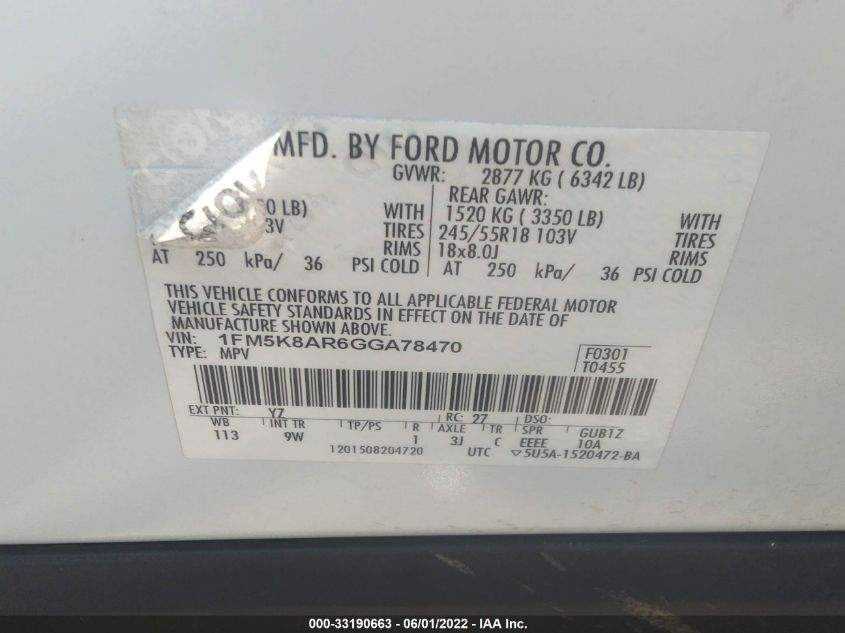 MFD. BY FORD MOTOR CO.
GVWR: 2877 KG ( 6342 LB)
REAR GAWR:
0 LB) WITH 1520 KG ( 3350 LB) WITH
3V TIRES 245/55R18 103V TIRES
RIMS 18x8.0J RIMS
AT 250 kPa/ 36 PSI COLD AT 250 kPa/ 36 PSI COLD
THIS VEHICLE CONFORMS TO ALL APPLICABLE FEDERAL MOTOR
VEHICLE SAFETY STANDARDS IN EFFECT ON THE DATE OF
MANUFACTURE SHOWN ABOVE.
VIN: 1FM5K8AR6GGA78470
TYPE: MPV
F0301
T0455
EXT PNT: YZ RC: 27 DSO:
WB INT TR TP/PS R AXLE TR SPR GUB1Z
113 9W 1 3J C EEEE 10A
1201508204720 UTC ▽5U5A-1520472-BA
000-33190663 - 06/01/2022 - IAA Inc.